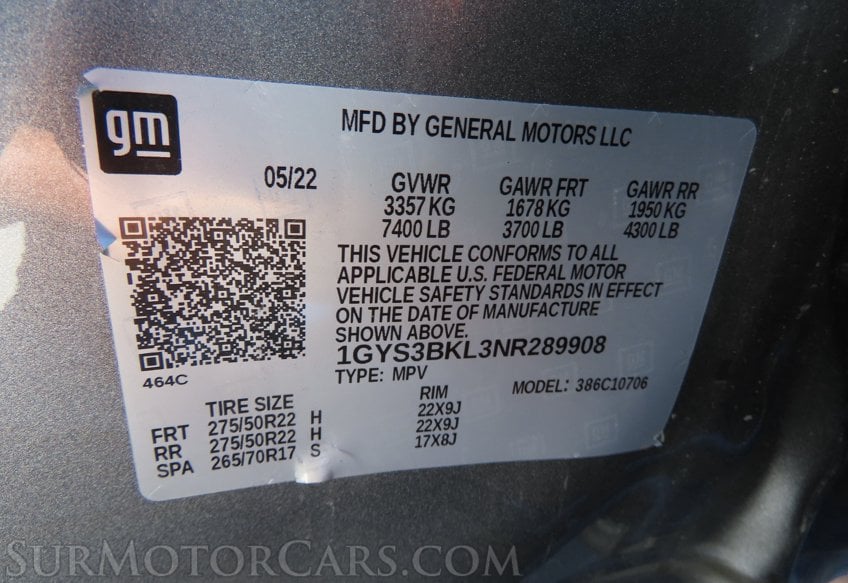 gm
MFD BY GENERAL MOTORS LLC
05/22
GVWR GAWR FRT GAWR RR
3357 KG 1678 KG 1950 KG
7400 LB 3700 LB 4300 LB
THIS VEHICLE CONFORMS TO ALL
APPLICABLE U.S. FEDERAL MOTOR
VEHICLE SAFETY STANDARDS IN EFFECT
ON THE DATE OF MANUFACTURE
SHOWN ABOVE.
1GYS3BKL3NR289908
464C
TYPE: MPV MODEL: 386C10706
TIRE SIZE RIM
FRT 275/50R22 H 22X9J
RR 275/50R22 H 22X9J
SPA 265/70R17 S 17X8J
SURMOTORCARS.COM